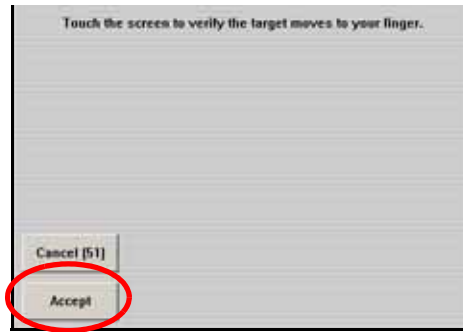 Touch the screen to verify the target moves to your finger.
Cancel [51]
Accept